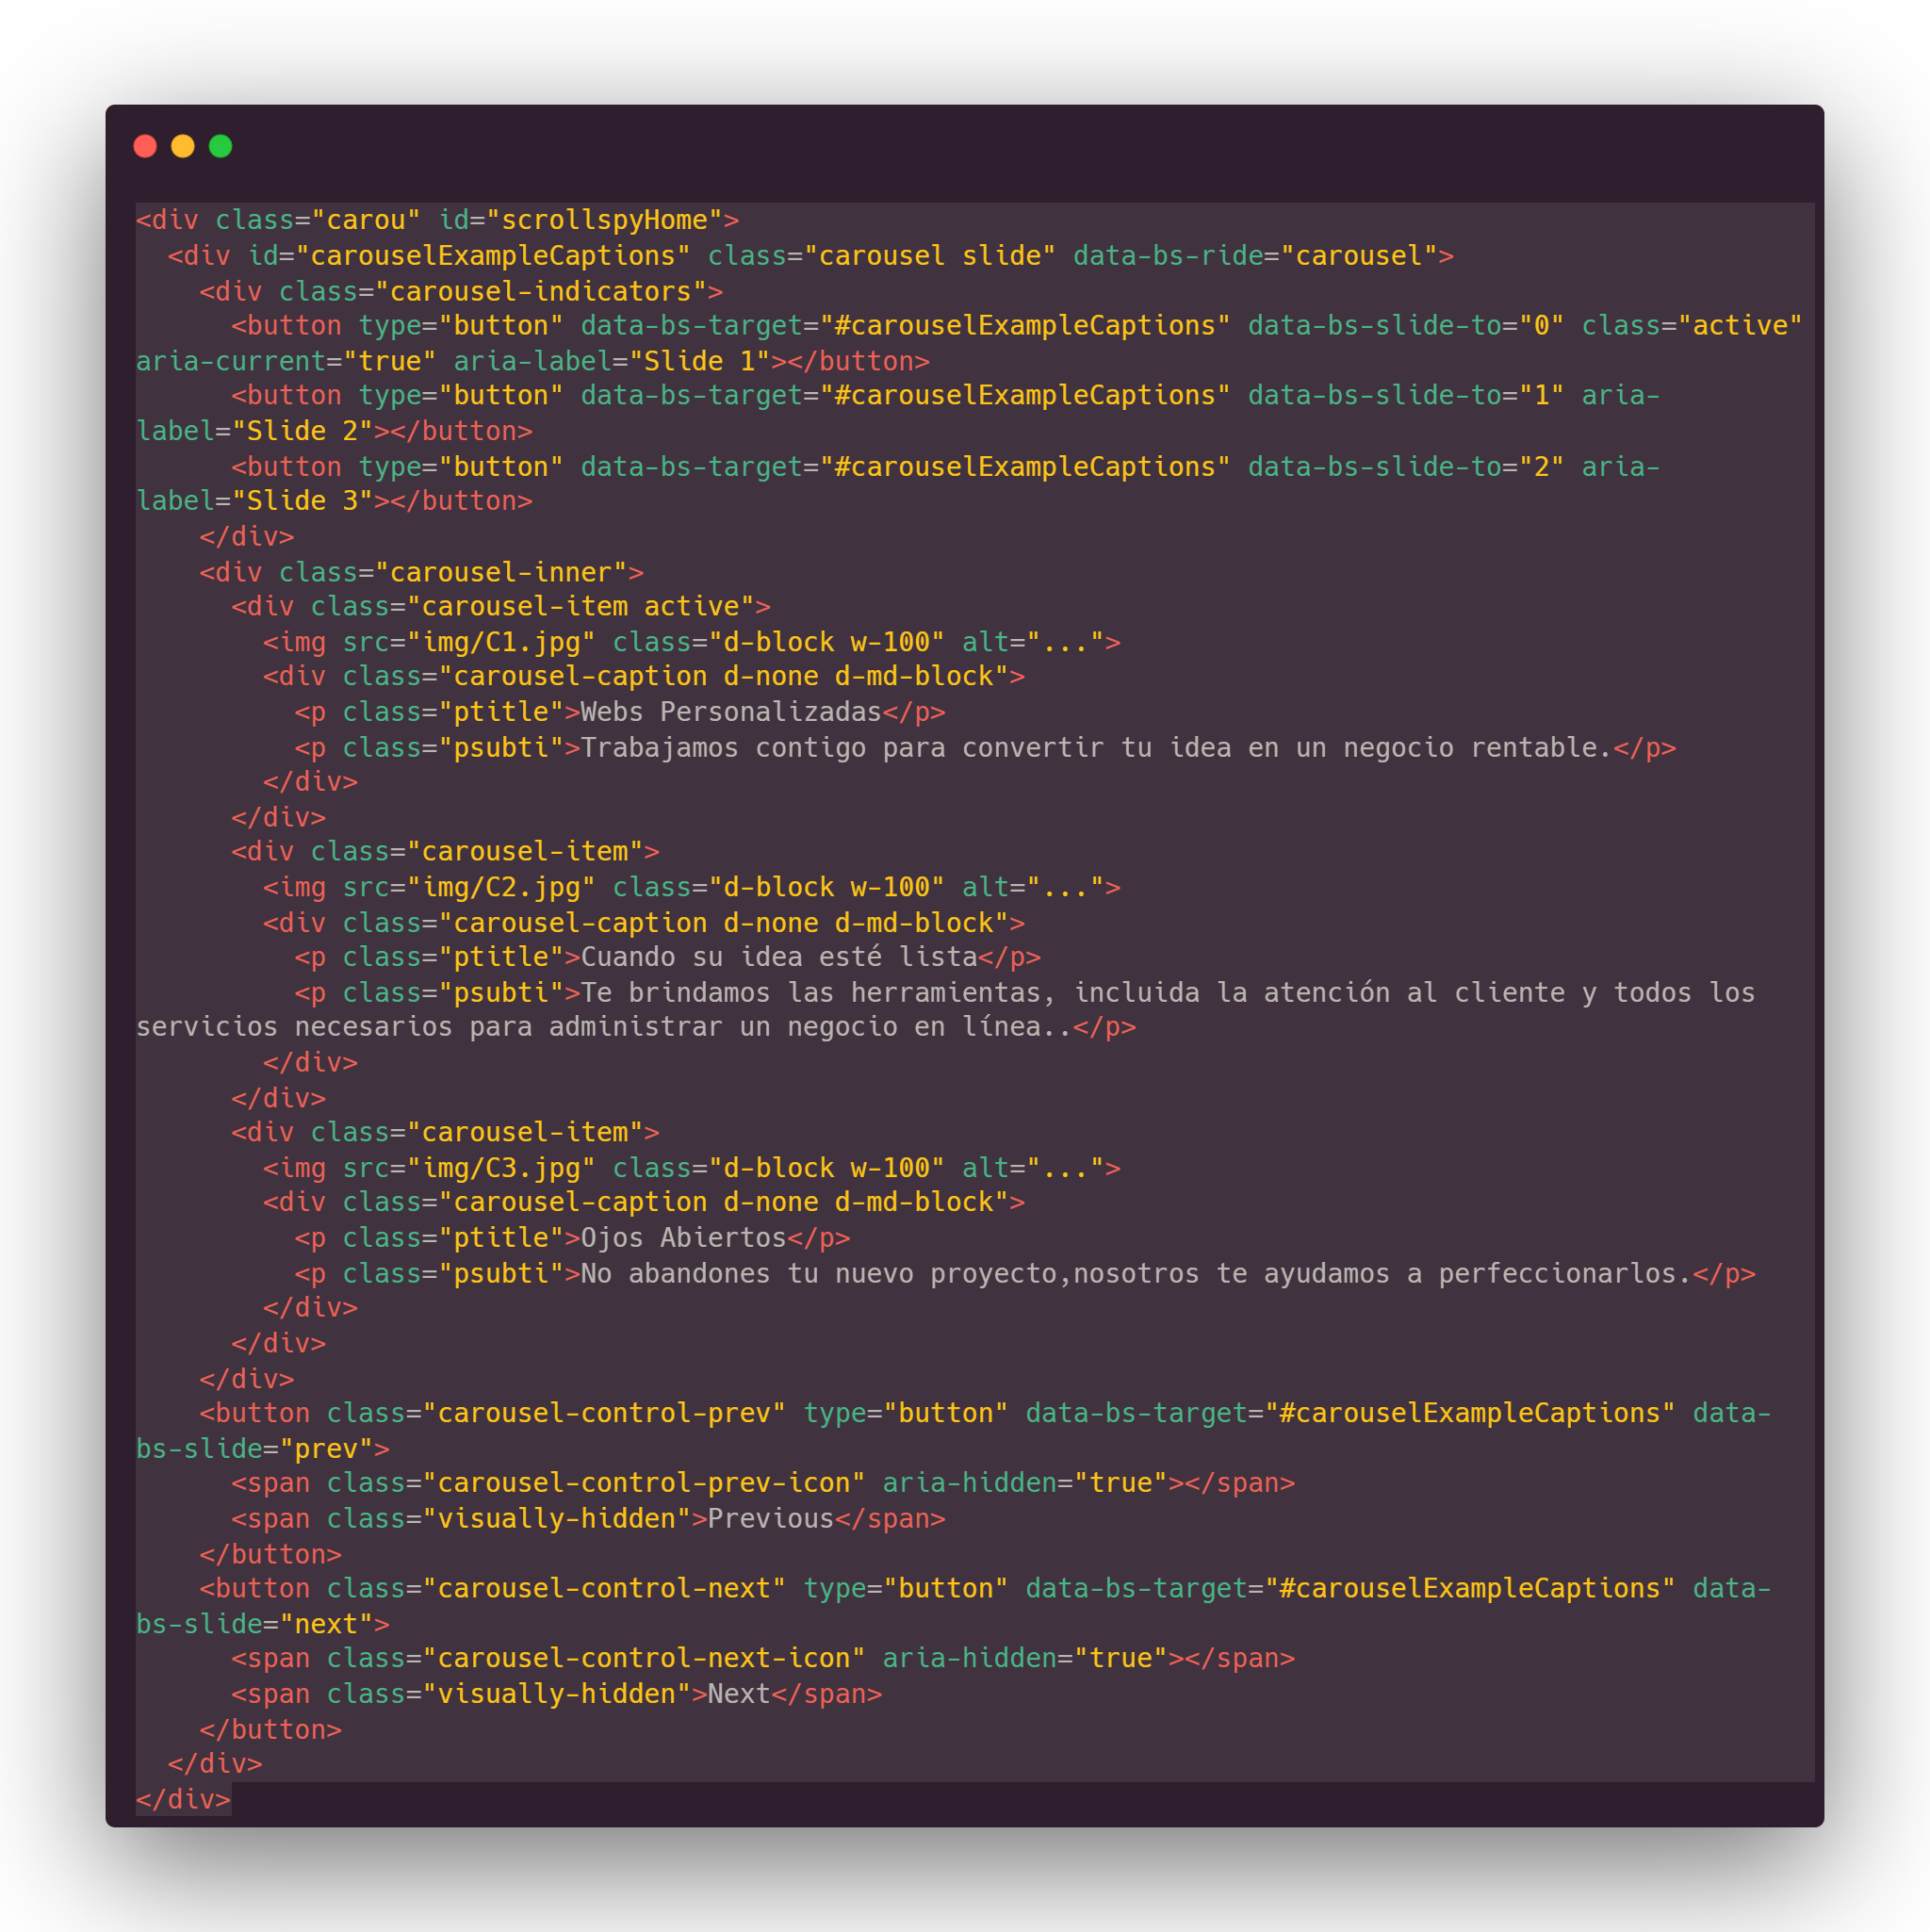 <div class="carou" id="scrollspyHome">
  <div id="carouselExampleCaptions" class="carousel slide" data-bs-ride="carousel">
    <div class="carousel-indicators">
      <button type="button" data-bs-target="#carouselExampleCaptions" data-bs-slide-to="0" class="active"
aria-current="true" aria-label="Slide 1"></button>
      <button type="button" data-bs-target="#carouselExampleCaptions" data-bs-slide-to="1" aria-
label="Slide 2"></button>
      <button type="button" data-bs-target="#carouselExampleCaptions" data-bs-slide-to="2" aria-
label="Slide 3"></button>
    </div>
    <div class="carousel-inner">
      <div class="carousel-item active">
        <img src="img/C1.jpg" class="d-block w-100" alt="...">
        <div class="carousel-caption d-none d-md-block">
          <p class="ptitle">Webs Personalizadas</p>
          <p class="psubti">Trabajamos contigo para convertir tu idea en un negocio rentable.</p>
        </div>
      </div>
      <div class="carousel-item">
        <img src="img/C2.jpg" class="d-block w-100" alt="...">
        <div class="carousel-caption d-none d-md-block">
          <p class="ptitle">Cuando su idea esté lista</p>
          <p class="psubti">Te brindamos las herramientas, incluida la atención al cliente y todos los
servicios necesarios para administrar un negocio en línea..</p>
        </div>
      </div>
      <div class="carousel-item">
        <img src="img/C3.jpg" class="d-block w-100" alt="...">
        <div class="carousel-caption d-none d-md-block">
          <p class="ptitle">Ojos Abiertos</p>
          <p class="psubti">No abandones tu nuevo proyecto,nosotros te ayudamos a perfeccionarlos.</p>
        </div>
      </div>
    </div>
    <button class="carousel-control-prev" type="button" data-bs-target="#carouselExampleCaptions" data-
bs-slide="prev">
      <span class="carousel-control-prev-icon" aria-hidden="true"></span>
      <span class="visually-hidden">Previous</span>
    </button>
    <button class="carousel-control-next" type="button" data-bs-target="#carouselExampleCaptions" data-
bs-slide="next">
      <span class="carousel-control-next-icon" aria-hidden="true"></span>
      <span class="visually-hidden">Next</span>
    </button>
  </div>
</div>